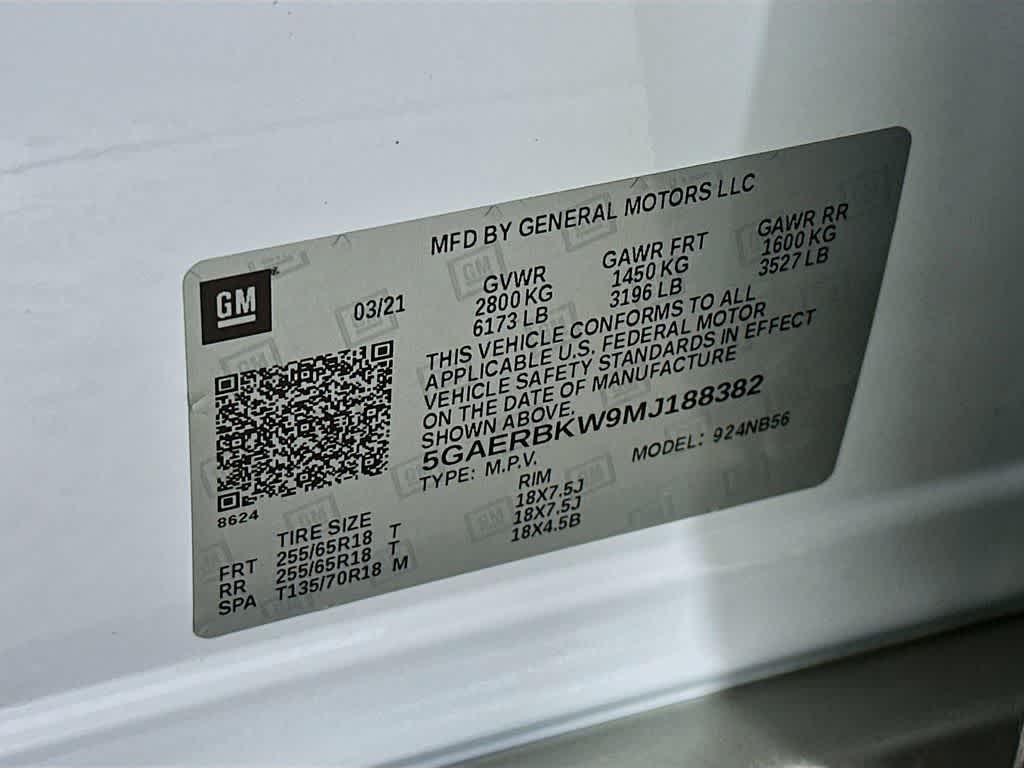 MFD BY GENERAL MOTORS LLC
GM
03/21
GVWR GAWR FRT GAWR RR
2800 KG 1450 KG 1600 KG
6173 LB 3196 LB 3527 LB
THIS VEHICLE CONFORMS TO ALL
APPLICABLE U.S. FEDERAL MOTOR
VEHICLE SAFETY STANDARDS IN EFFECT
ON THE DATE OF MANUFACTURE
SHOWN ABOVE.
5GAERBKW9MJ188382
TYPE: M.P.V. MODEL: 924NB56
8624
TIRE SIZE RIM
FRT 255/65R18 T 18X7.5J
RR 255/65R18 T 18X7.5J
SPA T135/70R18 M 18X4.5B